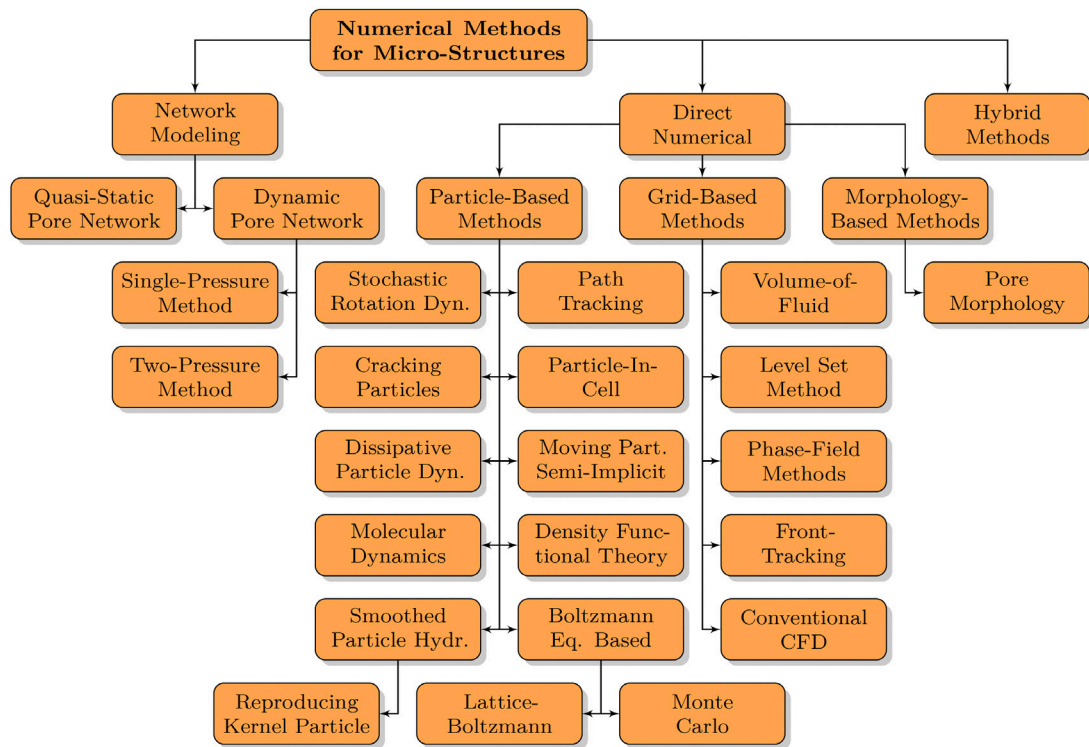 Numerical Methods
for Micro-Structures
Network
Modeling
Direct
Numerical
Hybrid
Methods
Quasi-Static
Pore Network
Dynamic
Pore Network
Particle-Based
Methods
Grid-Based
Methods
Morphology-
Based Methods
Single-Pressure
Method
Stochastic
Rotation Dyn.
Path
Tracking
Volume-of-
Fluid
Pore
Morphology
Two-Pressure
Method
Cracking
Particles
Particle-In-
Cell
Level Set
Method
Dissipative
Particle Dyn.
Moving Part.
Semi-Implicit
Phase-Field
Methods
Molecular
Dynamics
Density Func-
tional Theory
Front-
Tracking
Smoothed
Particle Hydr.
Boltzmann
Eq. Based
Conventional
CFD
Reproducing
Kernel Particle
Lattice-
Boltzmann
Monte
Carlo